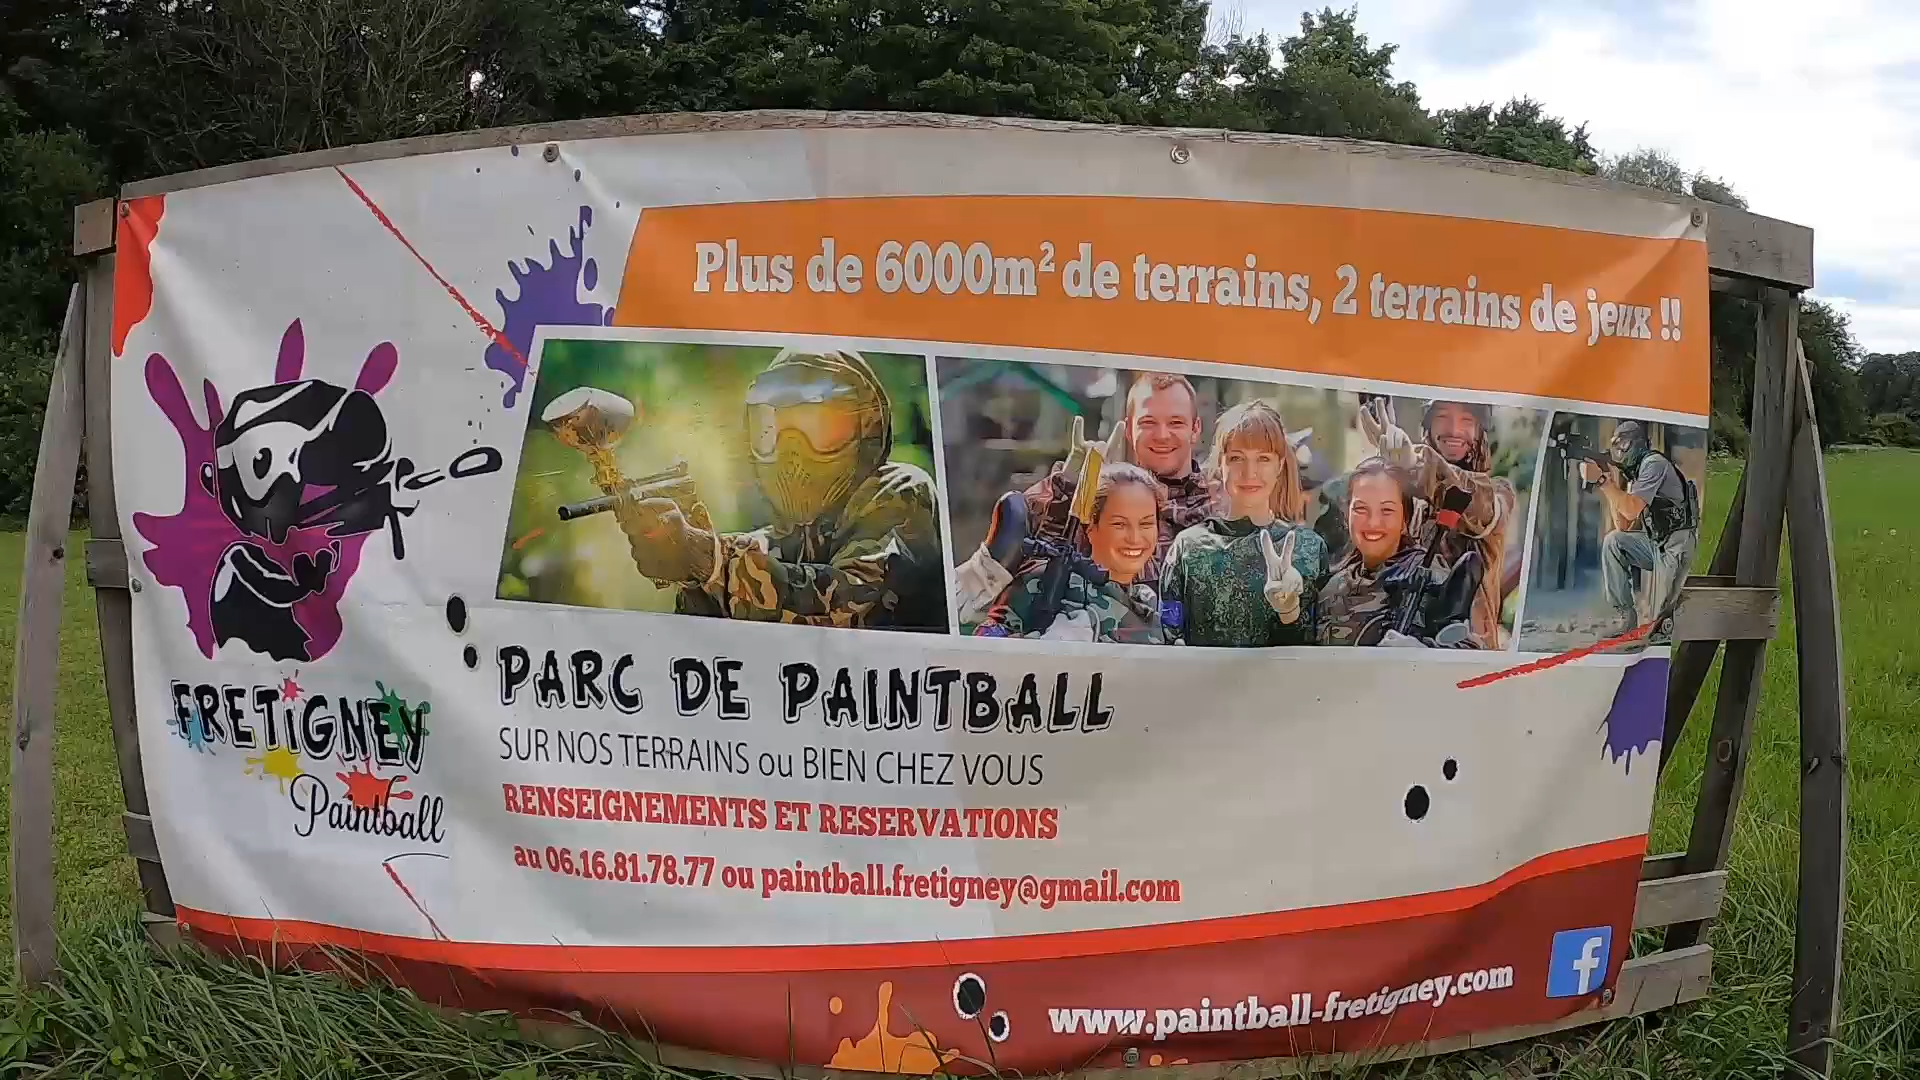 Plus de 6000m² de terrains, 2 terrains de jeux !!
FRETiGNEY
Paintball
PARC DE PAINTBALL
SUR NOS TERRAINS ou BIEN CHEZ VOUS
RENSEIGNEMENTS ET RESERVATIONS
au 06.16.81.78.77 ou paintball.fretigney@gmail.com
www.paintball-fretigney.com
f